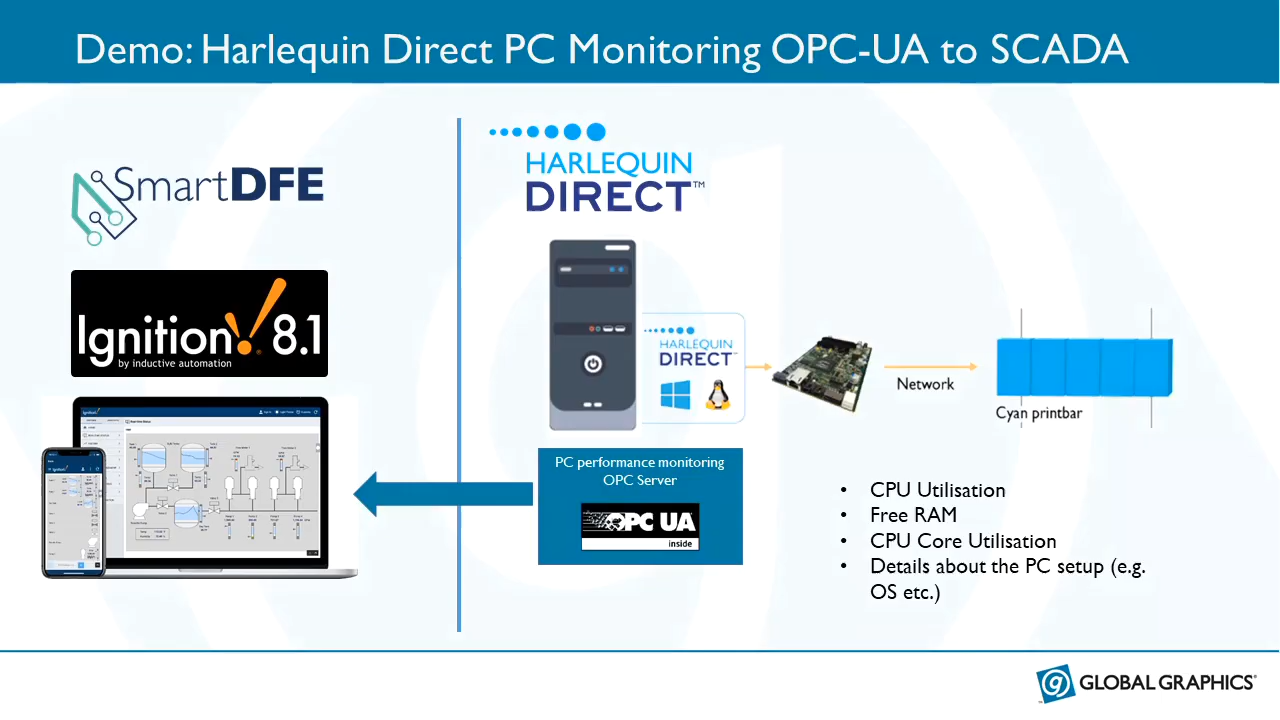 Demo: Harlequin Direct PC Monitoring OPC-UA to SCADA
SmartDFE
Ignition! 8.1
by inductive automation
Ignition!
HARLEQUIN
DIRECT™
HARLEQUIN
DIRECT™
Network
Cyan printbar
PC performance monitoring
OPC Server
OPC UA
inside
• CPU Utilisation
• Free RAM
• CPU Core Utilisation
• Details about the PC setup (e.g.
OS etc.)
GLOBAL GRAPHICS®